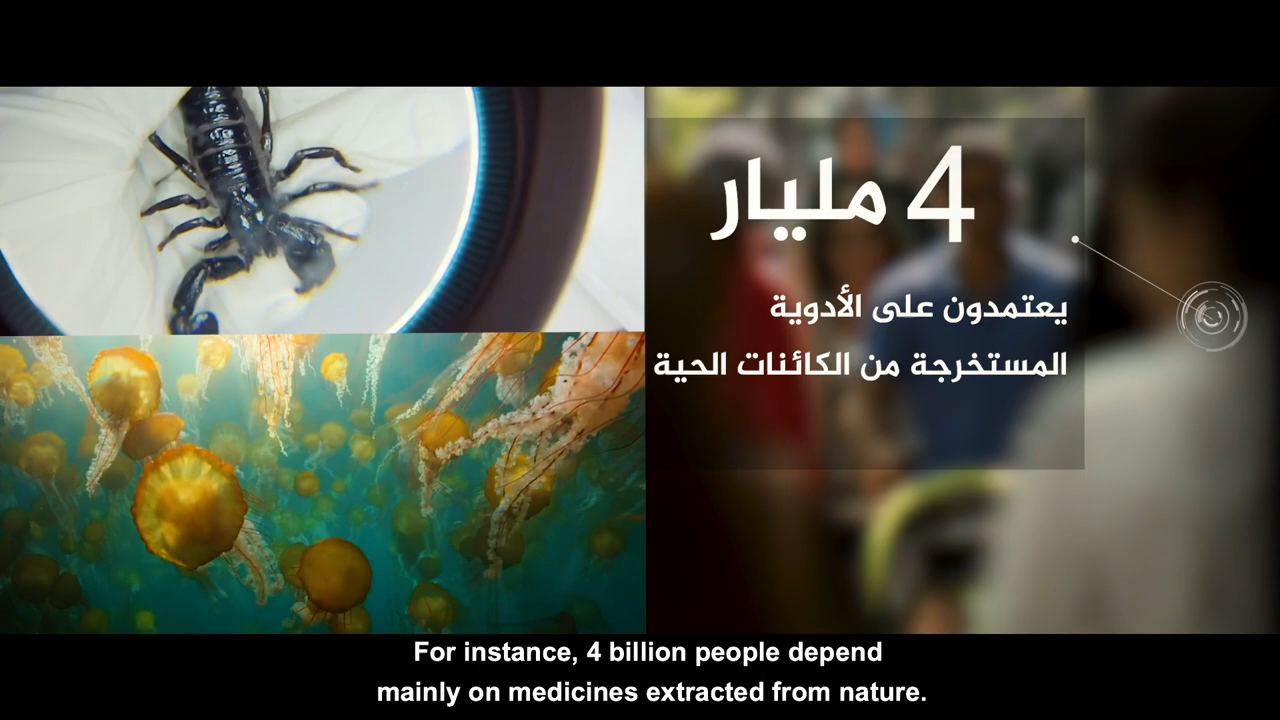 4 مليار
يعتمدون على الأدوية
المستخرجة من الكائنات الحية
For instance, 4 billion people depend
mainly on medicines extracted from nature.